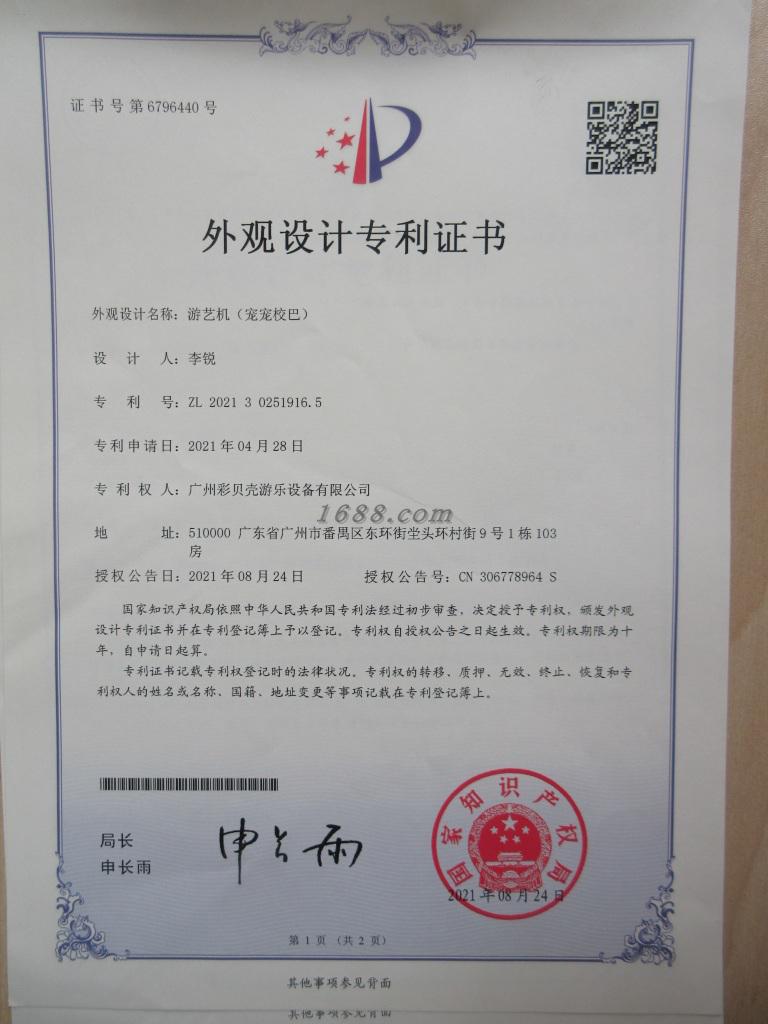 证书号第6796440号
外观设计专利证书
外观设计名称：游艺机（宠宠校巴）
设计人：李锐
专利号：ZL 2021 3 0251916.5
专利申请日：2021年04月28日
专利权人：广州彩贝壳游乐设备有限公司
1688.com
地址：510000 广东省广州市番禺区东环街坐头环村街9号1栋103
房
授权公告日：2021年08月24日 授权公告号：CN 306778964 S
国家知识产权局依照中华人民共和国专利法经过初步审查，决定授予专利权，颁发外观
设计专利证书并在专利登记簿上予以登记。专利权自授权公告之日起生效。专利权期限为十
年，自申请日起算。
专利证书记载专利权登记时的法律状况。专利权的转移、质押、无效、终止、恢复和专
利权人的姓名或名称、国籍、地址变更等事项记载在专利登记簿上。
局长
申长雨
申长雨
国家知识产权局
2021年08月24日
第1页（共2页）
其他事项参见背面
其他事项参见背面